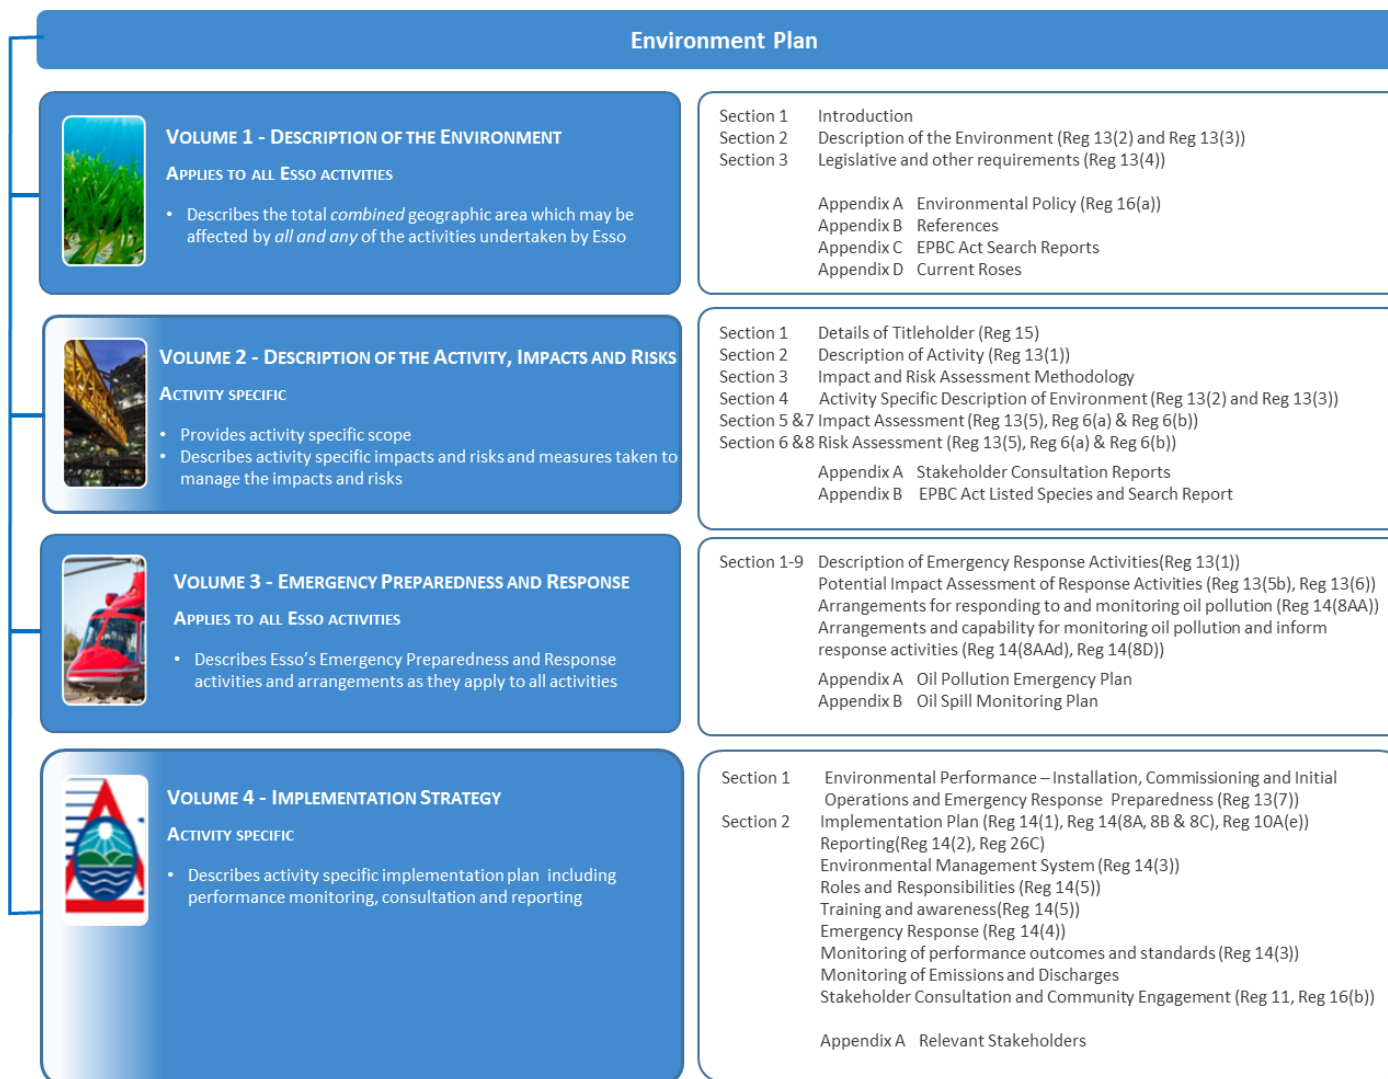 Environment Plan
VOLUME 1 - DESCRIPTION OF THE ENVIRONMENT
APPLIES TO ALL ESSO ACTIVITIES
• Describes the total combined geographic area which may be
affected by all and any of the activities undertaken by Esso
Section 1 Introduction
Section 2 Description of the Environment (Reg 13(2) and Reg 13(3))
Section 3 Legislative and other requirements (Reg 13(4))
Appendix A Environmental Policy (Reg 16(a))
Appendix B References
Appendix C EPBC Act Search Reports
Appendix D Current Roses
VOLUME 2 - DESCRIPTION OF THE ACTIVITY, IMPACTS AND RISKS
ACTIVITY SPECIFIC
• Provides activity specific scope
• Describes activity specific impacts and risks and measures taken to
manage the impacts and risks
Section 1 Details of Titleholder (Reg 15)
Section 2 Description of Activity (Reg 13(1))
Section 3 Impact and Risk Assessment Methodology
Section 4 Activity Specific Description of Environment (Reg 13(2) and Reg 13(3))
Section 5 &7 Impact Assessment (Reg 13(5), Reg 6(a) & Reg 6(b))
Section 6 &8 Risk Assessment (Reg 13(5), Reg 6(a) & Reg 6(b))
Appendix A Stakeholder Consultation Reports
Appendix B EPBC Act Listed Species and Search Report
VOLUME 3 - EMERGENCY PREPAREDNESS AND RESPONSE
APPLIES TO ALL ESSO ACTIVITIES
• Describes Esso's Emergency Preparedness and Response
activities and arrangements as they apply to all activities
Section 1-9 Description of Emergency Response Activities(Reg 13(1))
Potential Impact Assessment of Response Activities (Reg 13(5b), Reg 13(6))
Arrangements for responding to and monitoring oil pollution (Reg 14(8AA))
Arrangements and capability for monitoring oil pollution and inform
response activities (Reg 14(8AAd), Reg 14(8D))
Appendix A Oil Pollution Emergency Plan
Appendix B Oil Spill Monitoring Plan
VOLUME 4 - IMPLEMENTATION STRATEGY
ACTIVITY SPECIFIC
• Describes activity specific implementation plan including
performance monitoring, consultation and reporting
Section 1 Environmental Performance – Installation, Commissioning and Initial
Operations and Emergency Response Preparedness (Reg 13(7))
Section 2 Implementation Plan (Reg 14(1), Reg 14(8A, 8B & 8C), Reg 10A(e))
Reporting(Reg 14(2), Reg 26C)
Environmental Management System (Reg 14(3))
Roles and Responsibilities (Reg 14(5))
Training and awareness(Reg 14(5))
Emergency Response (Reg 14(4))
Monitoring of performance outcomes and standards (Reg 14(3))
Monitoring of Emissions and Discharges
Stakeholder Consultation and Community Engagement (Reg 11, Reg 16(b))
Appendix A Relevant Stakeholders